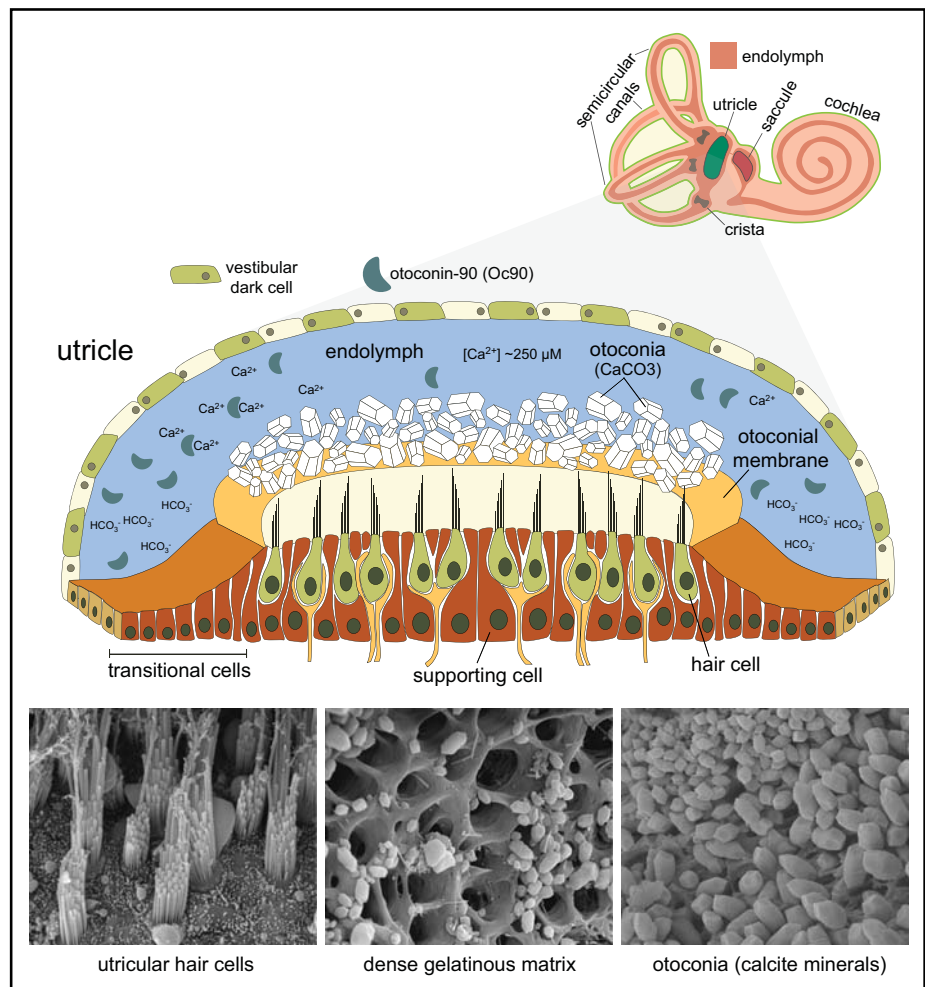 semicircular
canals
endolymph
utricle
saccule
cochlea
crista
vestibular
dark cell
otoconin-90 (Oc90)
utricle
endolymph
[Ca²⁺] ~250 µM
otoconia
(CaCO3)
Ca²⁺
Ca²⁺
Ca²⁺
Ca²⁺
Ca²⁺
Ca²⁺
Ca²⁺
Ca²⁺
otoconial
membrane
HCO₃⁻
HCO₃⁻
HCO₃⁻
HCO₃⁻
HCO₃⁻
HCO₃⁻
HCO₃⁻
HCO₃⁻
transitional cells
supporting cell
hair cell
utricular hair cells
dense gelatinous matrix
otoconia (calcite minerals)